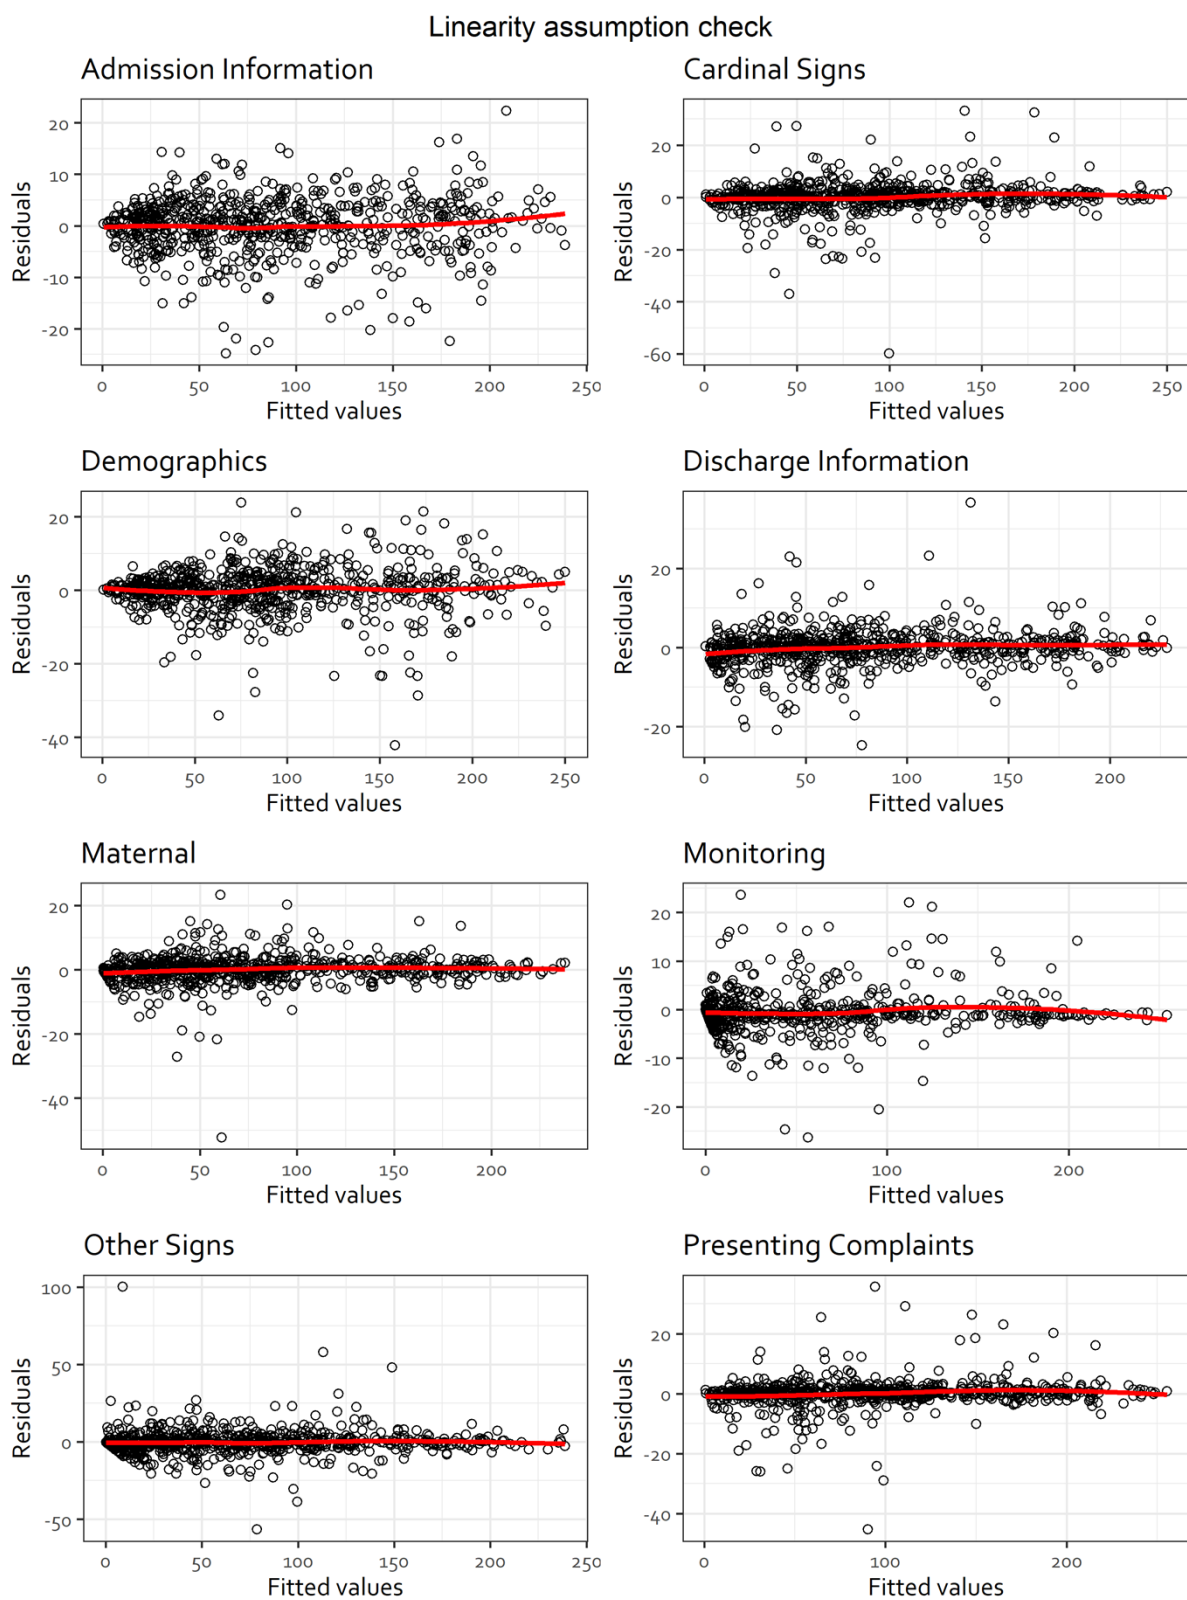 Linearity assumption check
Admission Information
20
10
0
-10
-20
Residuals
0 50 100 150 200 250
Fitted values
Cardinal Signs
20
0
-20
-40
-60
Residuals
0 50 100 150 200 250
Fitted values
Demographics
20
0
-20
-40
Residuals
0 50 100 150 200 250
Fitted values
Discharge Information
20
0
-20
Residuals
0 50 100 150 200
Fitted values
Maternal
20
0
-20
-40
Residuals
0 50 100 150 200
Fitted values
Monitoring
20
10
0
-10
-20
Residuals
0 100 200
Fitted values
Other Signs
100
50
0
-50
Residuals
0 50 100 150 200 250
Fitted values
Presenting Complaints
20
0
-20
-40
Residuals
0 100 200
Fitted values